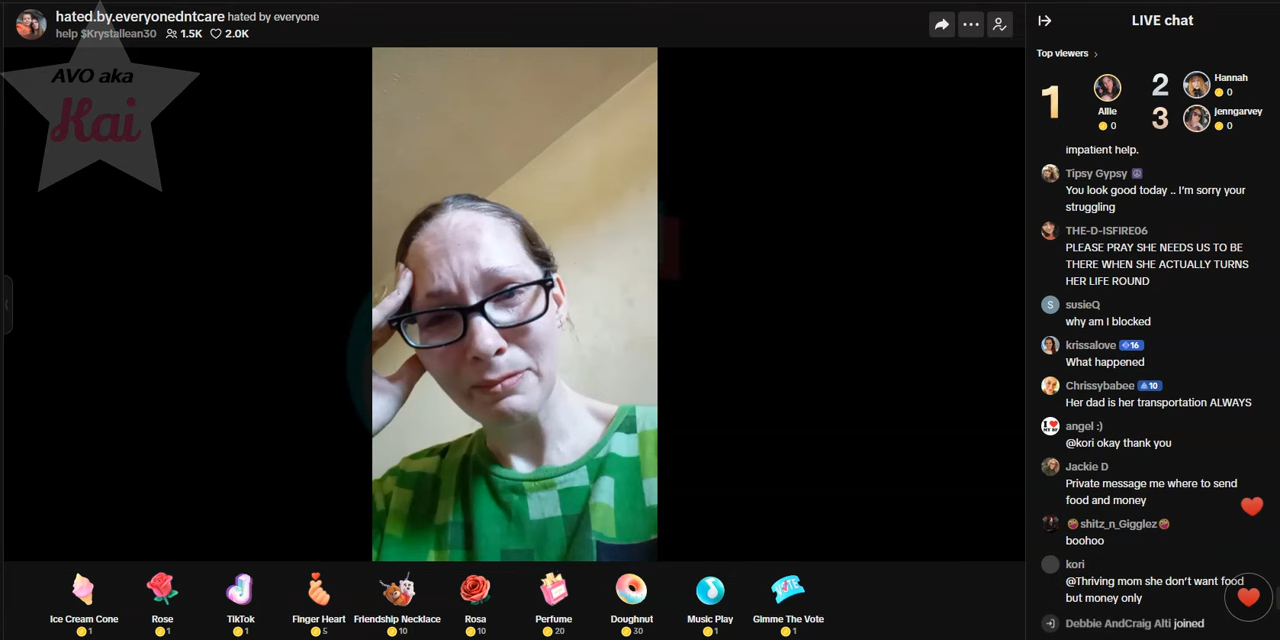 hated.by.everyonedntcare hated by everyone
help $Krystallean30 1.5K 2.0K
AVO aka
Kai
LIVE chat
Top viewers >
1 Allie 0
2 Hannah 0
3 Jenngarvey 0
impatient help.
Tipsy Gypsy
You look good today .. I'm sorry your
struggling
THE-D-ISFIRE06
PLEASE PRAY SHE NEEDS US TO BE
THERE WHEN SHE ACTUALLY TURNS
HER LIFE ROUND
S susieQ
why am I blocked
krissalove 16
What happened
Chrissybabee 10
Her dad is her transportation ALWAYS
angel :)
@kori okay thank you
Jackie D
Private message me where to send
food and money
shitz_n_Gigglez
boohoo
kori
@Thriving mom she don't want food
but money only
Debbie AndCraig Alti joined
Ice Cream Cone Rose TikTok Finger Heart Friendship Necklace Rosa Perfume Doughnut Music Play Gimme The Vote
1 1 1 5 10 10 20 30 1 1